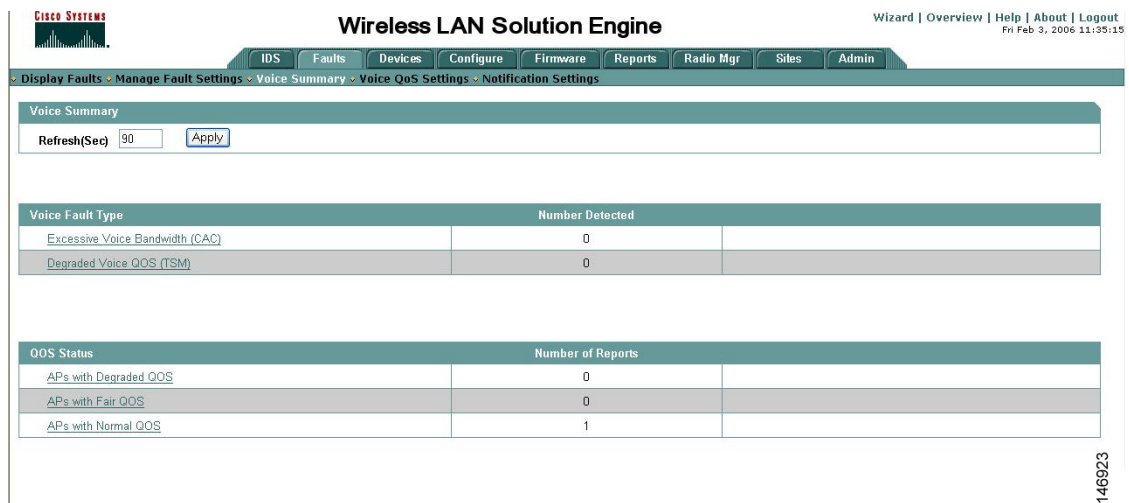 CISCO SYSTEMS
Wireless LAN Solution Engine
Wizard | Overview | Help | About | Logout
Fri Feb 3, 2006 11:35:15
IDS Faults Devices Configure Firmware Reports Radio Mgr Sites Admin
Display Faults Manage Fault Settings Voice Summary Voice QoS Settings Notification Settings
Voice Summary
Refresh(Sec) 90 Apply
Voice Fault Type Number Detected
Excessive Voice Bandwidth (CAC) 0
Degraded Voice QOS (TSM) 0
QOS Status Number of Reports
APs with Degraded QOS 0
APs with Fair QOS 0
APs with Normal QOS 1
146923